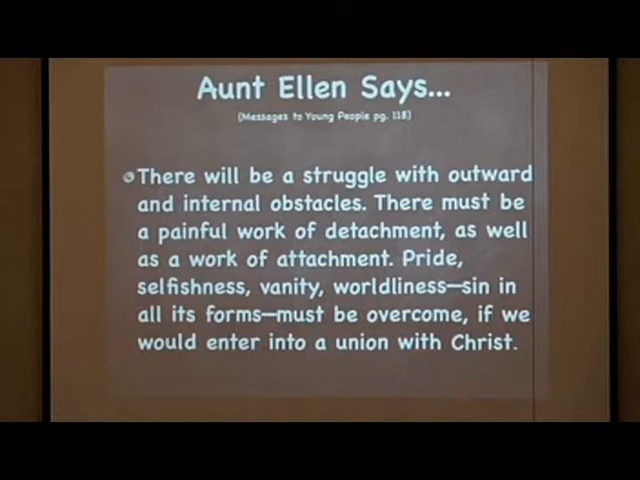 Aunt Ellen Says...
(Messages to Young People pg. 118)
There will be a struggle with outward
and internal obstacles. There must be
a painful work of detachment, as well
as a work of attachment. Pride,
selfishness, vanity, worldliness—sin in
all its forms—must be overcome, if we
would enter into a union with Christ.